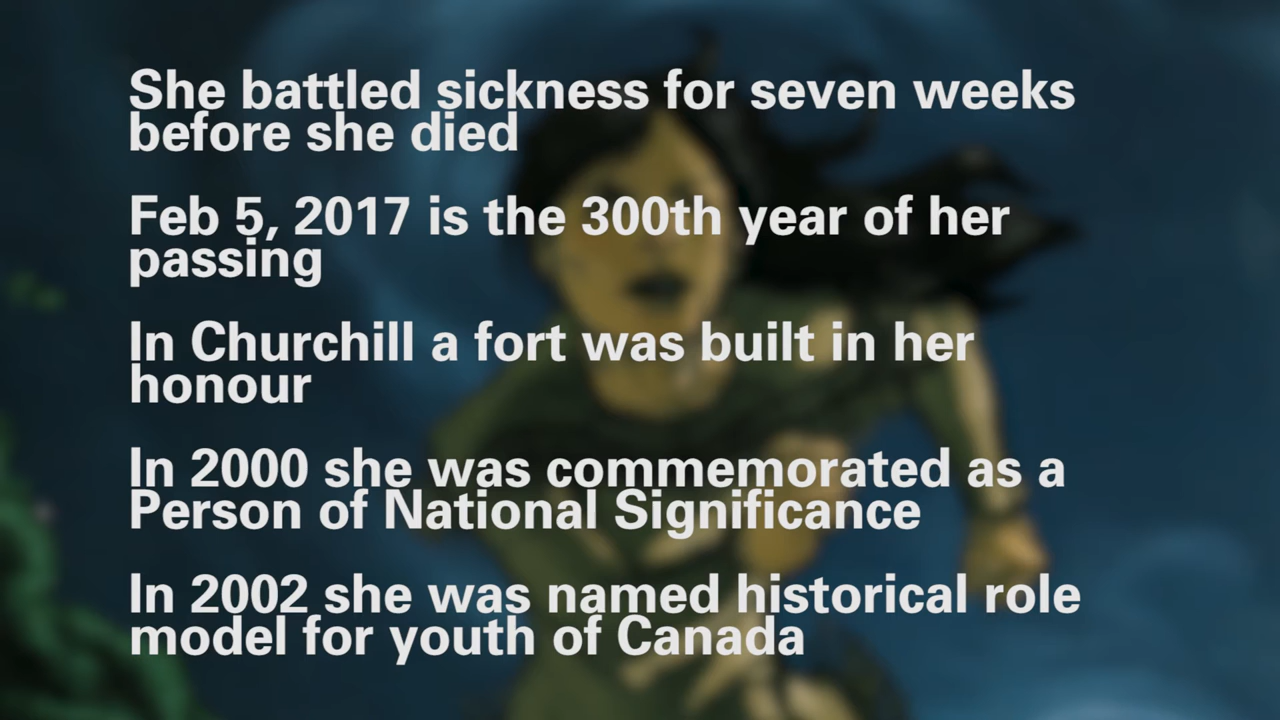 She battled sickness for seven weeks
before she died
Feb 5, 2017 is the 300th year of her
passing
In Churchill a fort was built in her
honour
In 2000 she was commemorated as a
Person of National Significance
In 2002 she was named historical role
model for youth of Canada